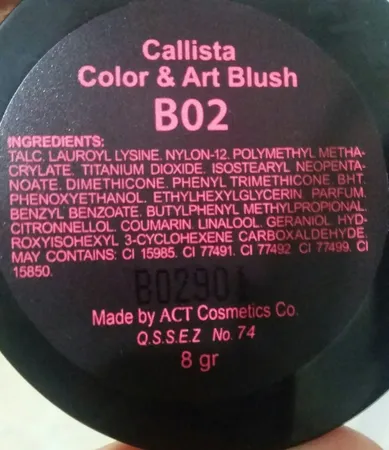 Callista
Color & Art Blush
B02
INGREDIENTS:
TALC. LAUROYL LYSINE. NYLON-12. POLYMETHYL METHA-
CRYLATE. TITANIUM DIOXIDE. ISOSTEARYL NEOPENTA-
NOATE. DIMETHICONE. PHENYL TRIMETHICONE. BHT.
PHENOXYETHANOL. ETHYLHEXYLGLYCERIN. PARFUM.
BENZYL BENZOATE. BUTYLPHENYL METHYLPROPIONAL.
CITRONNELLOL. COUMARIN. LINALOOL. GERANIOL. HYD-
ROXYISOHEXYL 3-CYCLOHEXENE CARBOXALDEHYDE.
MAY CONTAINS: CI 15985. CI 77491. CI 77492. CI 77499. CI
15850.
B02901
Made by ACT Cosmetics Co.
Q.S.S.E.Z No. 74
8 gr